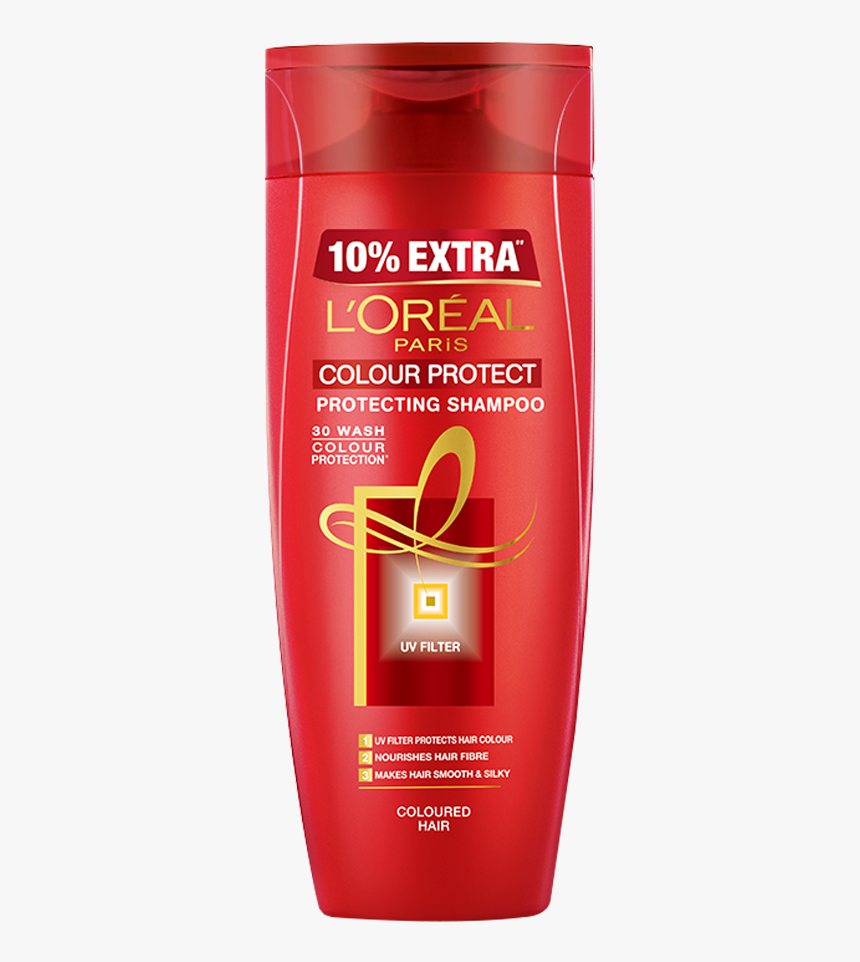 10% EXTRA"
L'ORÉAL
PARiS
COLOUR PROTECT
PROTECTING SHAMPOO
30 WASH
COLOUR
PROTECTION*
UV FILTER
1 UV FILTER PROTECTS HAIR COLOUR
2 NOURISHES HAIR FIBRE
3 MAKES HAIR SMOOTH & SILKY
COLOURED
HAIR